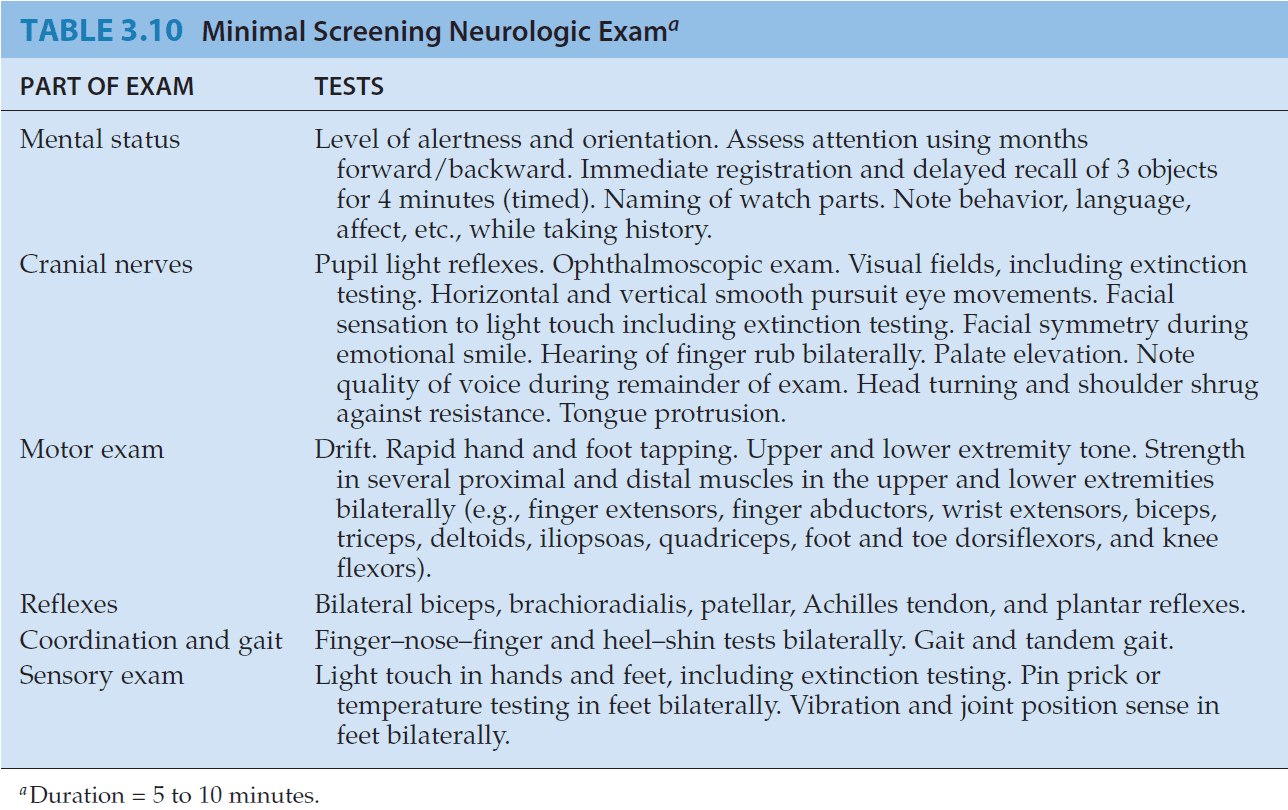 TABLE 3.10 Minimal Screening Neurologic Exam^a
PART OF EXAM TESTS
Mental status Level of alertness and orientation. Assess attention using months
forward/backward. Immediate registration and delayed recall of 3 objects
for 4 minutes (timed). Naming of watch parts. Note behavior, language,
affect, etc., while taking history.
Cranial nerves Pupil light reflexes. Ophthalmoscopic exam. Visual fields, including extinction
testing. Horizontal and vertical smooth pursuit eye movements. Facial
sensation to light touch including extinction testing. Facial symmetry during
emotional smile. Hearing of finger rub bilaterally. Palate elevation. Note
quality of voice during remainder of exam. Head turning and shoulder shrug
against resistance. Tongue protrusion.
Motor exam Drift. Rapid hand and foot tapping. Upper and lower extremity tone. Strength
in several proximal and distal muscles in the upper and lower extremities
bilaterally (e.g., finger extensors, finger abductors, wrist extensors, biceps,
triceps, deltoids, iliopsoas, quadriceps, foot and toe dorsiflexors, and knee
flexors).
Reflexes Bilateral biceps, brachioradialis, patellar, Achilles tendon, and plantar reflexes.
Coordination and gait Finger–nose–finger and heel–shin tests bilaterally. Gait and tandem gait.
Sensory exam Light touch in hands and feet, including extinction testing. Pin prick or
temperature testing in feet bilaterally. Vibration and joint position sense in
feet bilaterally.
^a Duration = 5 to 10 minutes.